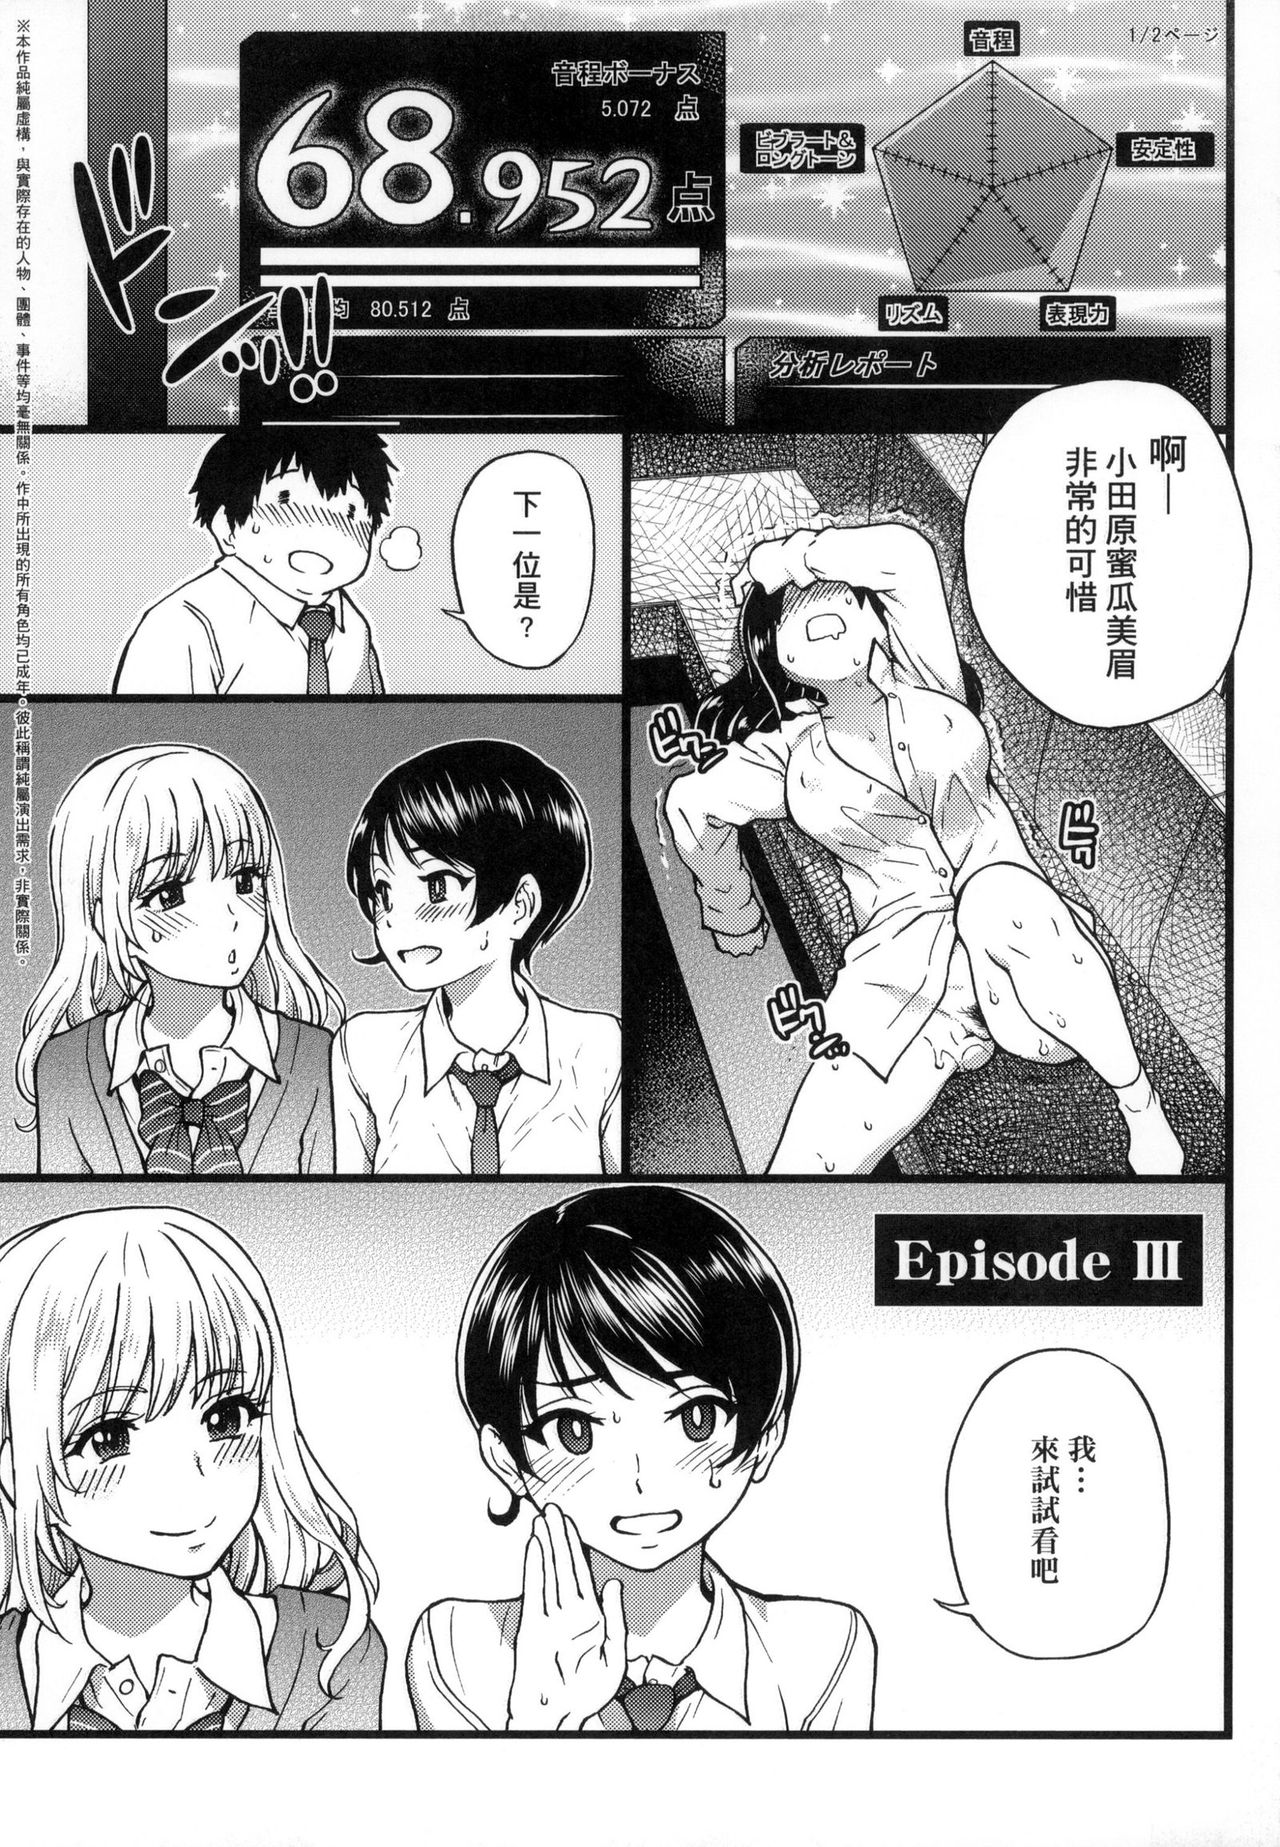 ※本作品純屬虛構，與實際存在的人物、團體、事件等均毫無關係。作中所出現的所有角色均已成年。彼此稱謂純屬演出需求，非實際關係。
1/2ページ
音程ボーナス
5.072 点
68.952点
80.512 点
音程
ビブラート&
ロングトーン
安定性
リズム
表現力
分析レポート
ドンッ!!!
啊—
小田原蜜瓜美眉
非常的可惜
下一位是？
Episode Ⅲ
我…
來試試看吧